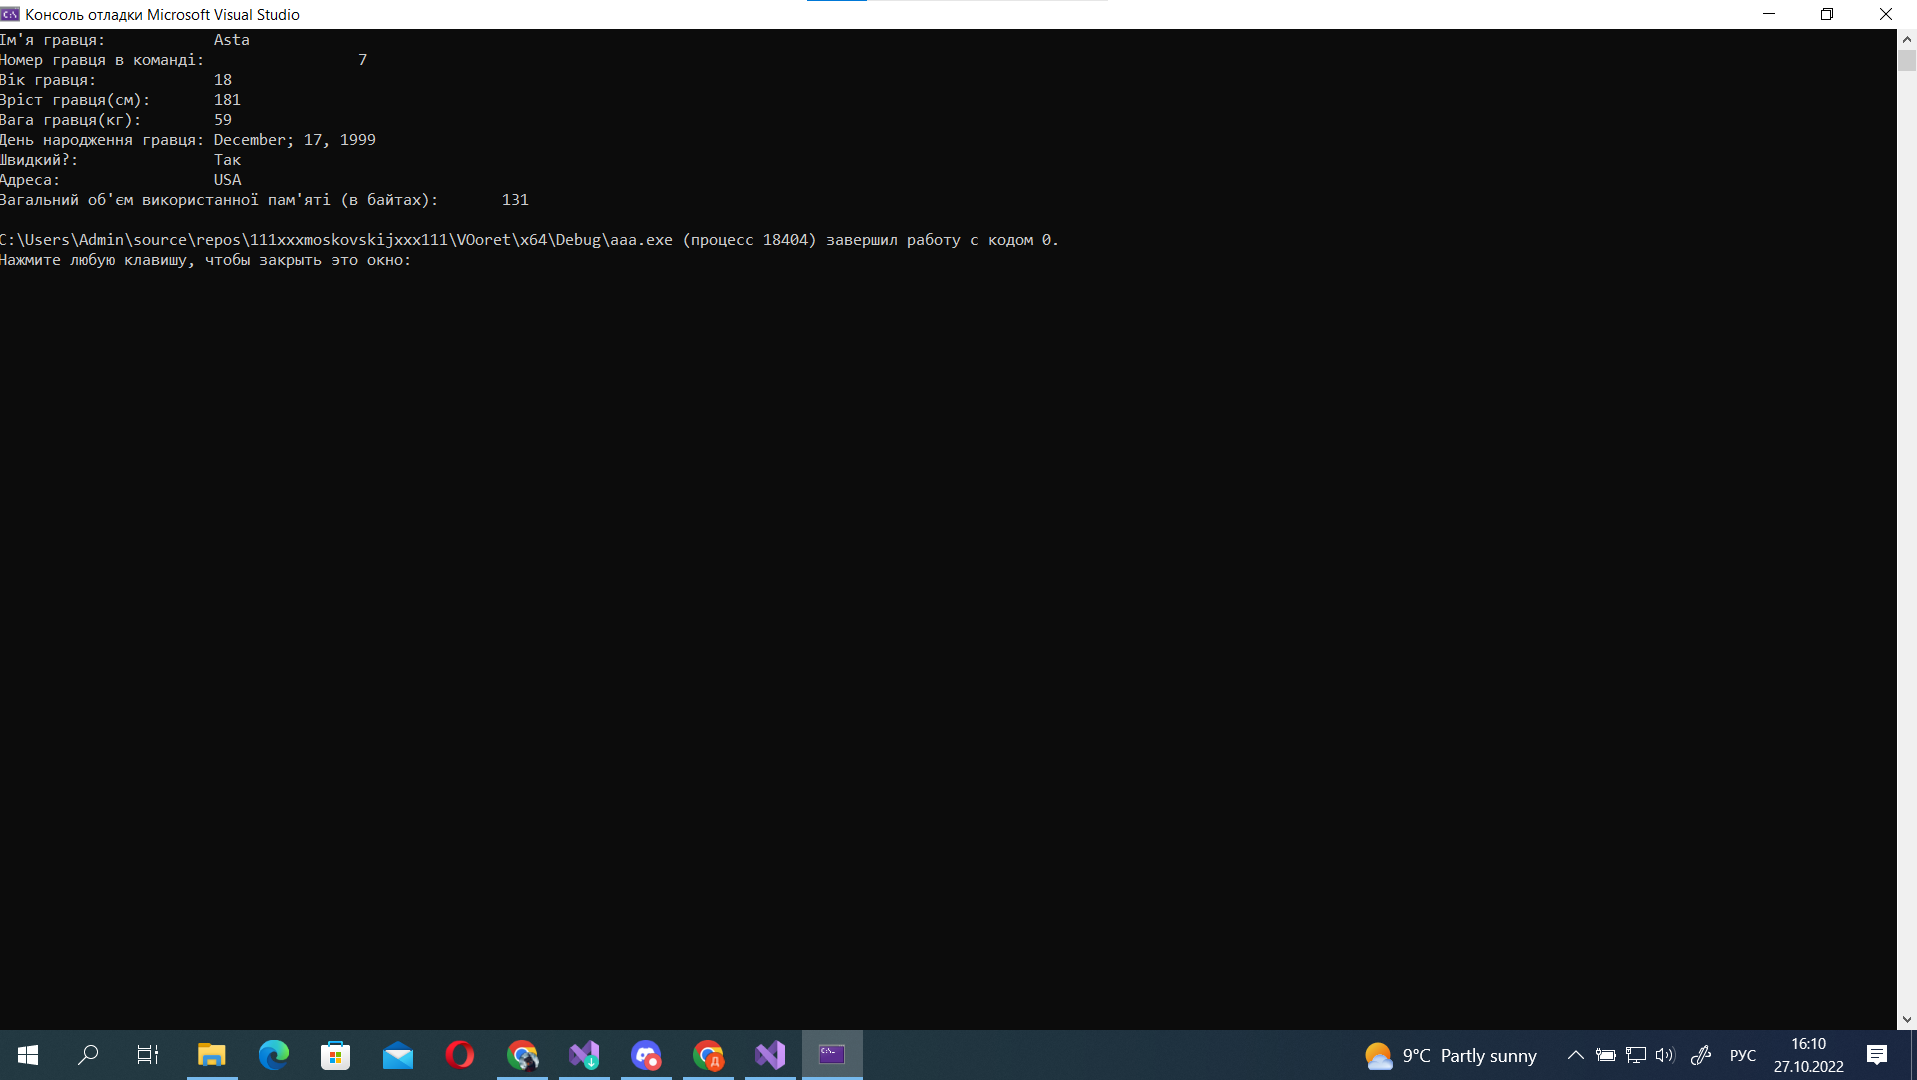 Консоль отладки Microsoft Visual Studio
Ім'я гравця: Asta
Номер гравця в команді: 7
Вік гравця: 18
Зріст гравця(см): 181
Вага гравця(кг): 59
День народження гравця: December; 17, 1999
Швидкий?: Так
Адреса: USA
Загальний об'єм використанної пам'яті (в байтах): 131
C:\Users\Admin\source\repos\111xxxmoskovskijxxx111\VOoret\x64\Debug\aaa.exe (процесс 18404) завершил работу с кодом 0.
Нажмите любую клавишу, чтобы закрыть это окно:
9°C Partly sunny
РУС
16:10
27.10.2022